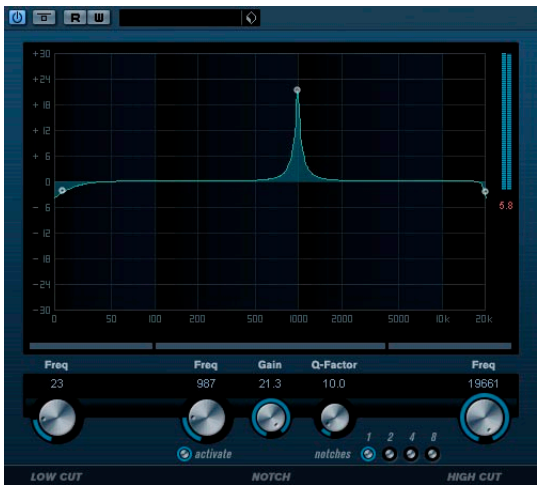 R W
+30
+24
+18
+12
+ 6
0
- 6
- 12
- 18
- 24
- 30
5.8
0 50 100 200 500 1000 2000 5000 10k 20k
Freq Freq Gain Q-Factor Freq
23 987 21.3 10.0 19661
1 2 4 8
activate notches
LOW CUT NOTCH HIGH CUT